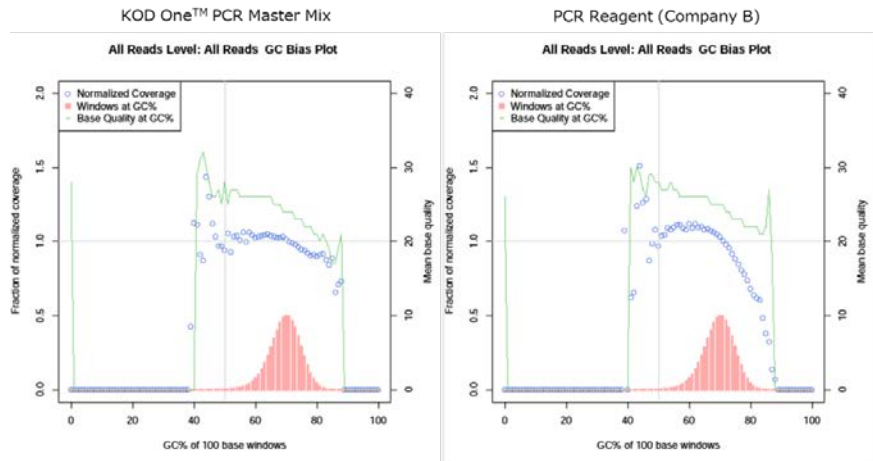 KOD One™ PCR Master Mix
All Reads Level: All Reads GC Bias Plot
Normalized Coverage
Windows at GC%
Base Quality at GC%
Fraction of normalized coverage
2.0
1.5
1.0
0.5
0.0
40
30
20
10
0
Mean base quality
0 20 40 60 80 100
GC% of 100 base windows
PCR Reagent (Company B)
All Reads Level: All Reads GC Bias Plot
Normalized Coverage
Windows at GC%
Base Quality at GC%
Fraction of normalized coverage
2.0
1.5
1.0
0.5
0.0
40
30
20
10
0
Mean base quality
0 20 40 60 80 100
GC% of 100 base windows